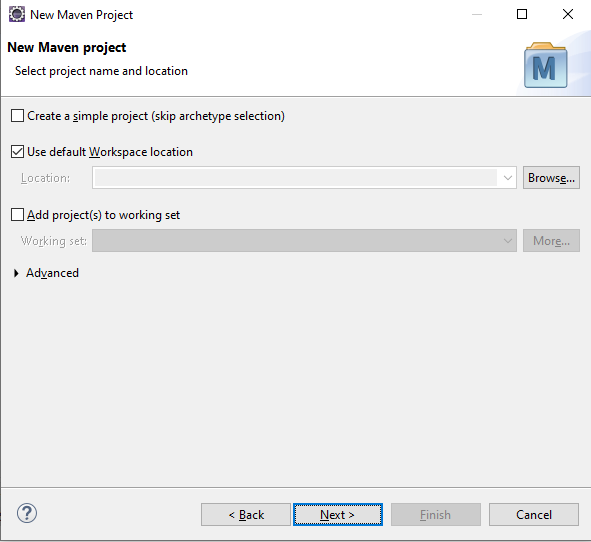 New Maven Project
New Maven project
Select project name and location
M
Create a simple project (skip archetype selection)
Use default Workspace location
Location:
Browse...
Add project(s) to working set
Working set:
More...
Advanced
?
< Back
Next >
Finish
Cancel